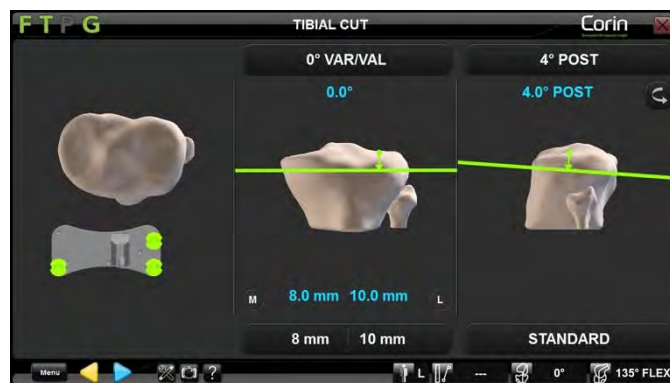 F T P G
TIBIAL CUT
Corin
0° VAR/VAL
4° POST
0.0°
4.0° POST
M
8.0 mm
10.0 mm
L
8 mm
10 mm
STANDARD
Menu
?
L
---
0°
135° FLEX